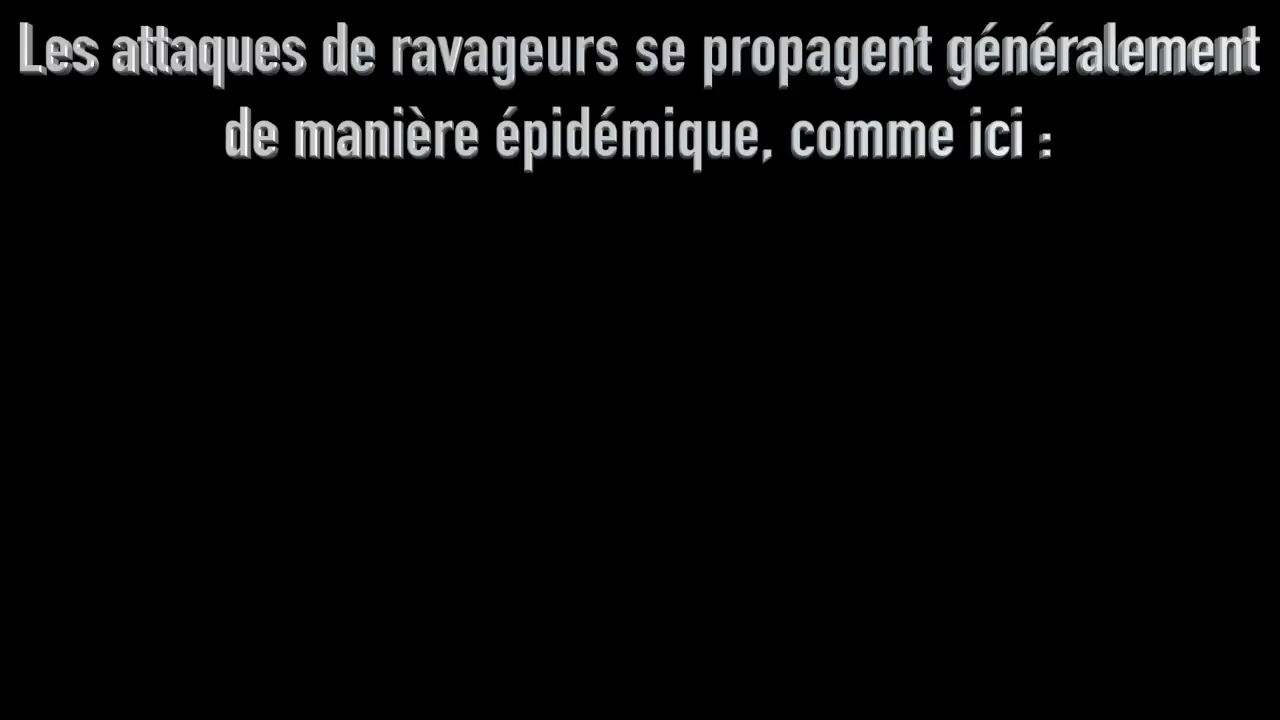 Les attaques de ravageurs se propagent généralement
de manière épidémique, comme ici :